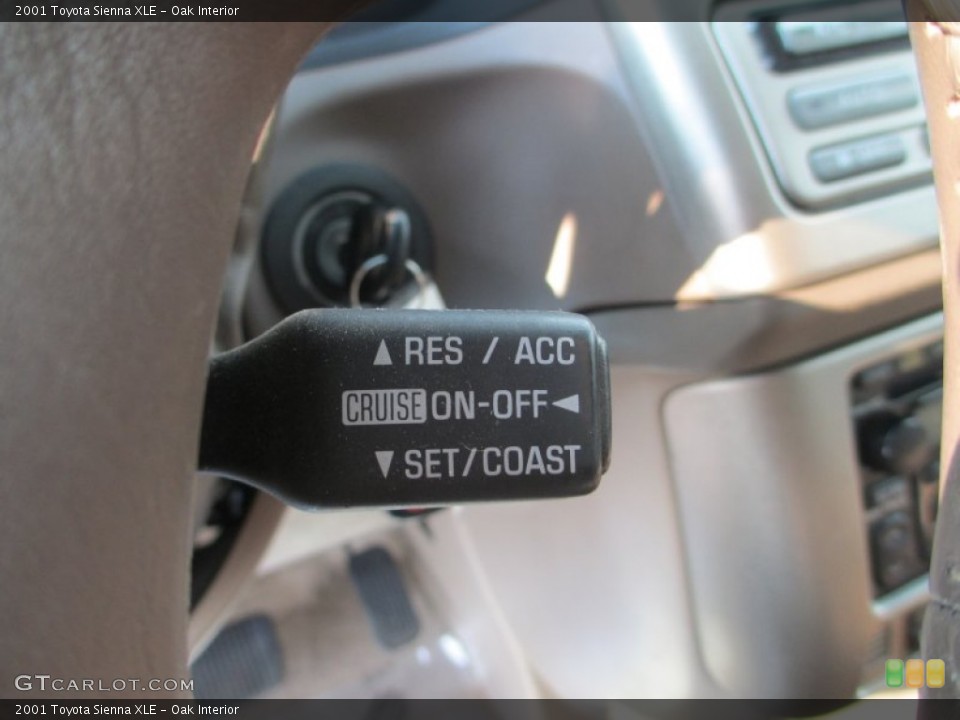 2001 Toyota Sienna XLE - Oak Interior
▲ RES / ACC
CRUISE ON-OFF ◄
▼ SET/COAST
GTCARLOT.COM
2001 Toyota Sienna XLE - Oak Interior